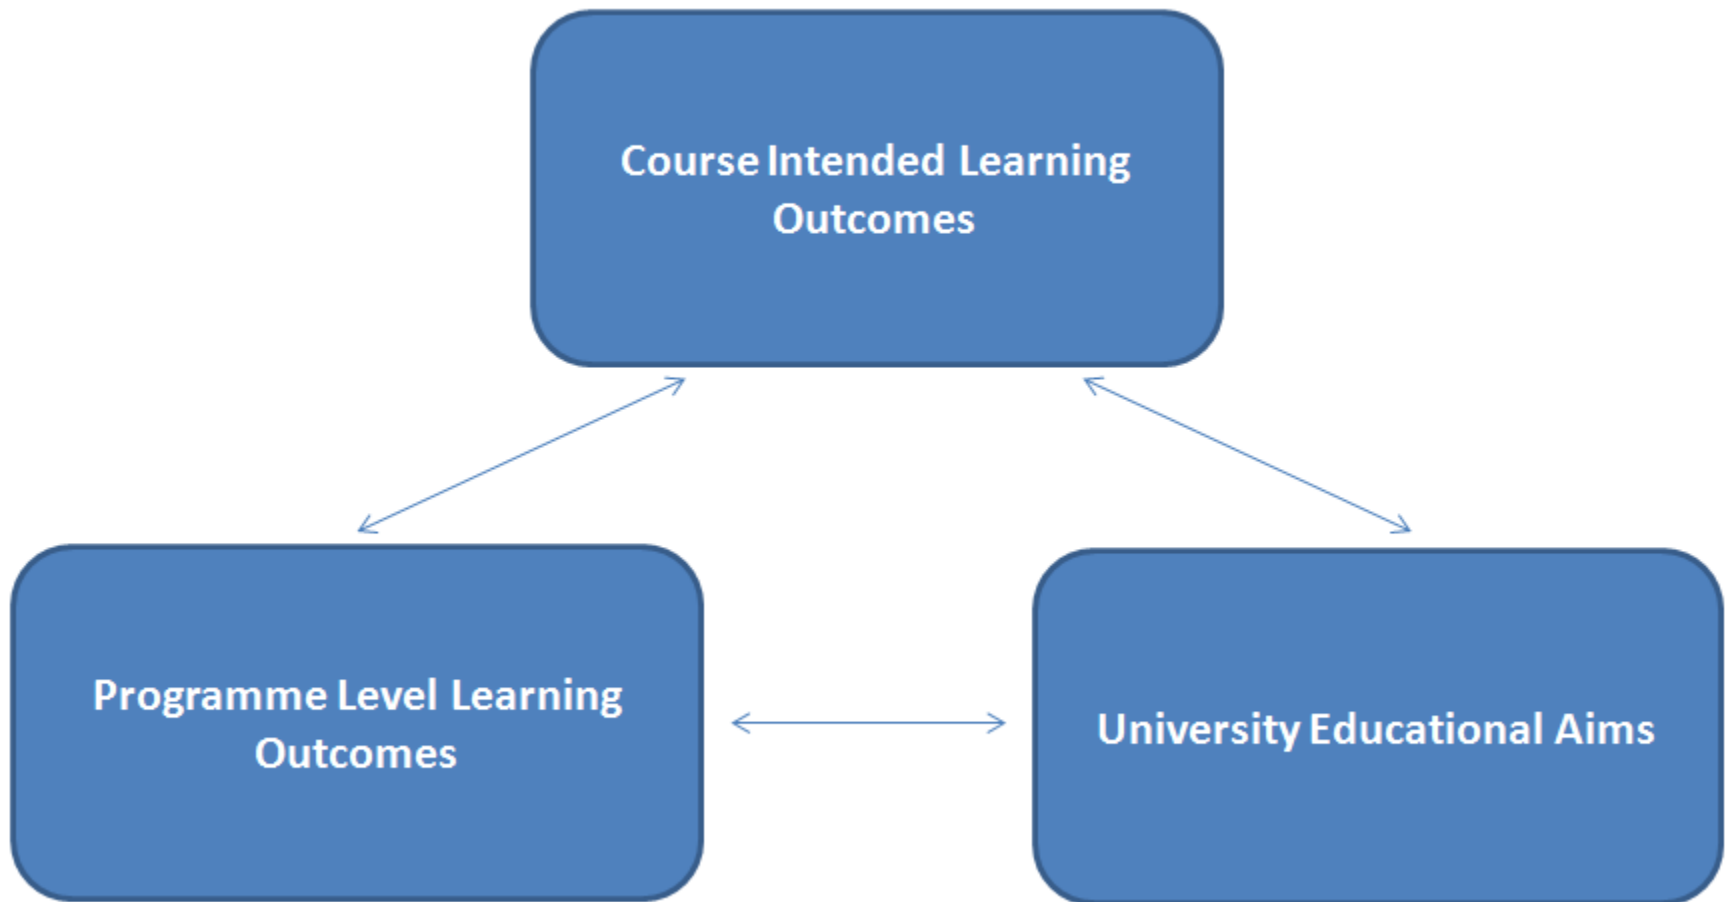 Course Intended Learning
Outcomes
Programme Level Learning
Outcomes
University Educational Aims